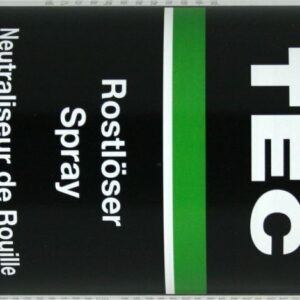 TEC
Rostlöser
Spray
Neutraliseur de Rouille